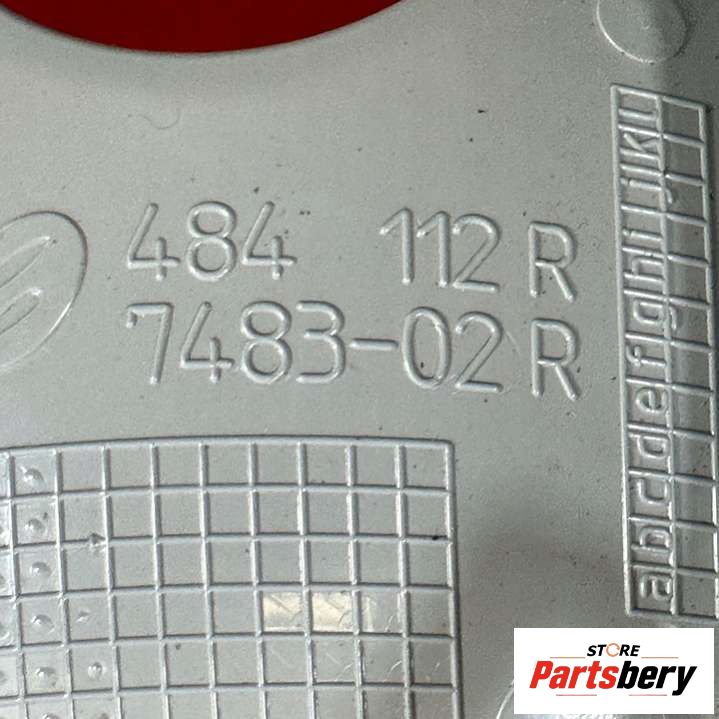 484 112 R
7483-02 R
abcdefghijkl
STORE
Partsbery